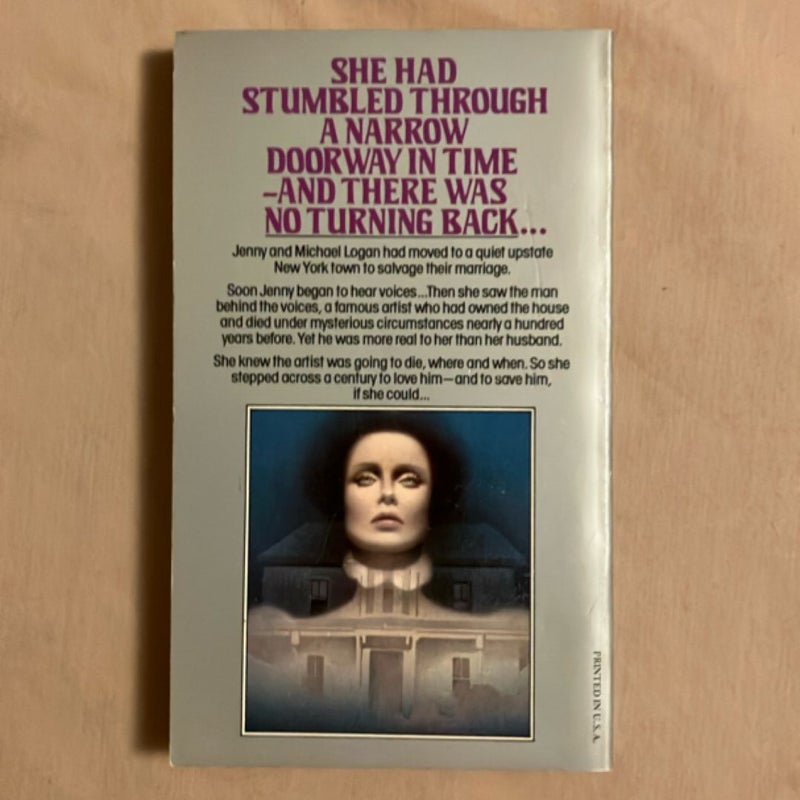 SHE HAD
STUMBLED THROUGH
A NARROW
DOORWAY IN TIME
–AND THERE WAS
NO TURNING BACK...
Jenny and Michael Logan had moved to a quiet upstate
New York town to salvage their marriage.
Soon Jenny began to hear voices...Then she saw the man
behind the voices, a famous artist who had owned the house
and died under mysterious circumstances nearly a hundred
years before. Yet he was more real to her than her husband.
She knew the artist was going to die, where and when. So she
stepped across a century to love him—and to save him,
if she could...
PRINTED IN U.S.A.